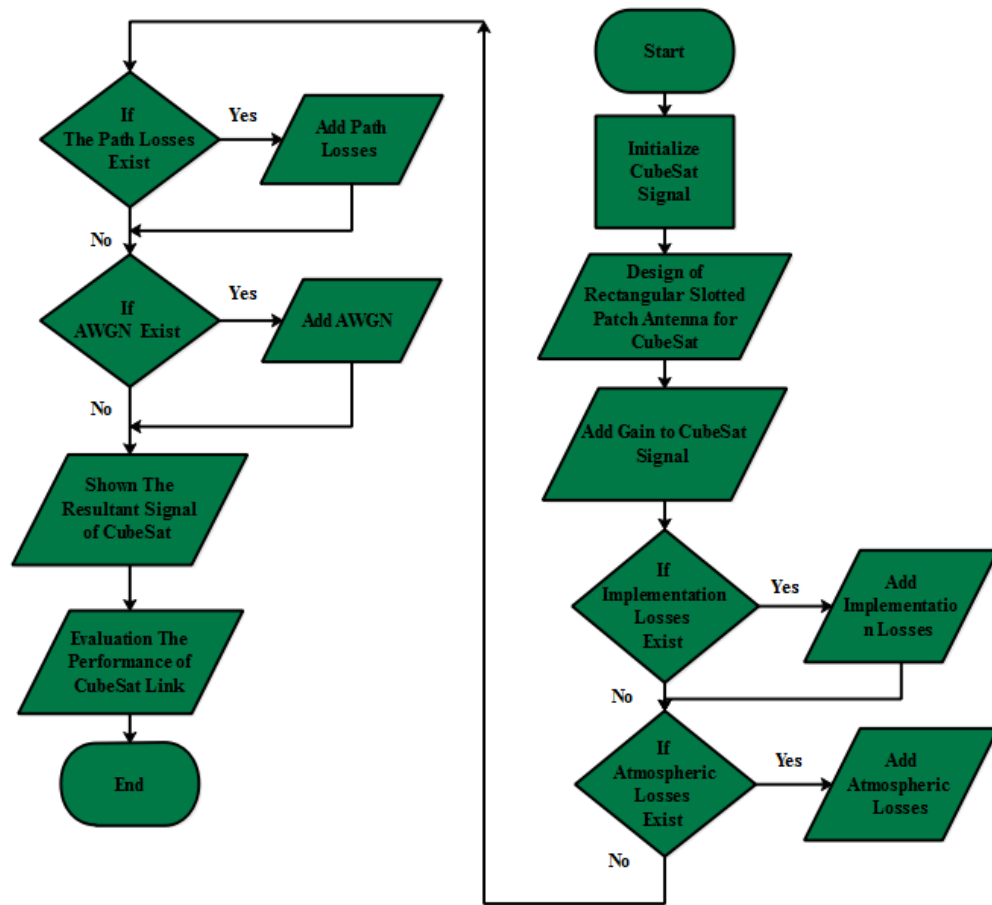 Start
Initialize
CubeSat
Signal
Design of
Rectangular Slotted
Patch Antenna for
CubeSat
Add Gain to CubeSat
Signal
If
Implementation
Losses
Exist
Yes
Add
Implementatio
n Losses
No
If
Atmospheric
Losses
Exist
Yes
Add
Atmospheric
Losses
No
If
The Path Losses
Exist
Yes
Add Path
Losses
No
If
AWGN Exist
Yes
Add AWGN
No
Shown The
Resultant Signal
of CubeSat
Evaluation The
Performance of
CubeSat Link
End